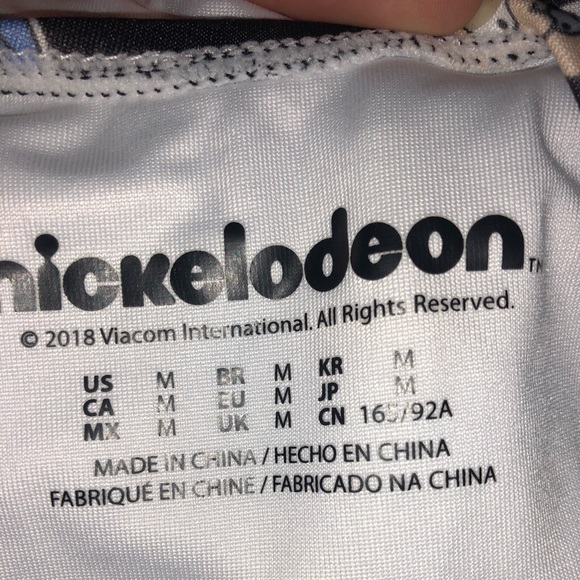 nickelodeon™
© 2018 Viacom International. All Rights Reserved.
US M BR M KR M
CA M EU M JP M
MX M UK M CN /92A
MADE IN CHINA / HECHO EN CHINA
FABRIQUÉ EN CHINE / FABRICADO NA CHINA